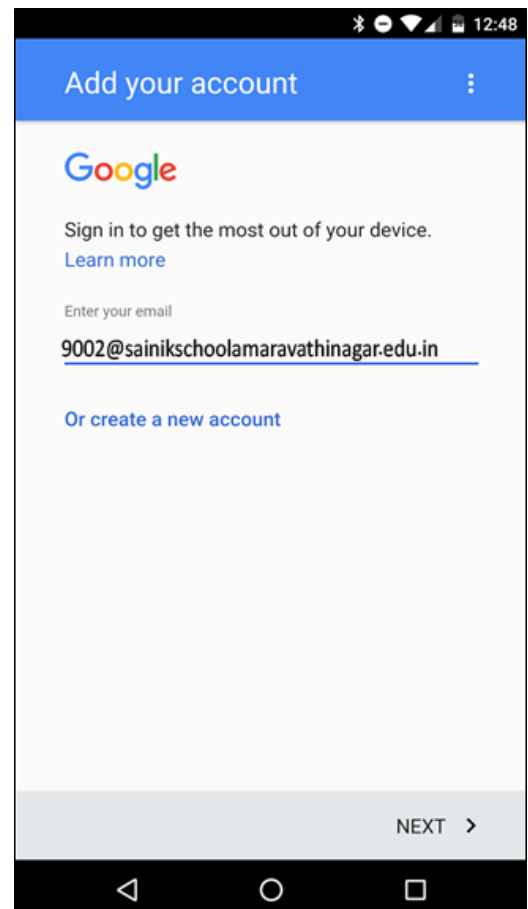 12:48
Add your account
Google
Sign in to get the most out of your device.
Learn more
Enter your email
9002@sainikschoolamaravathinagar.edu.in
Or create a new account
NEXT